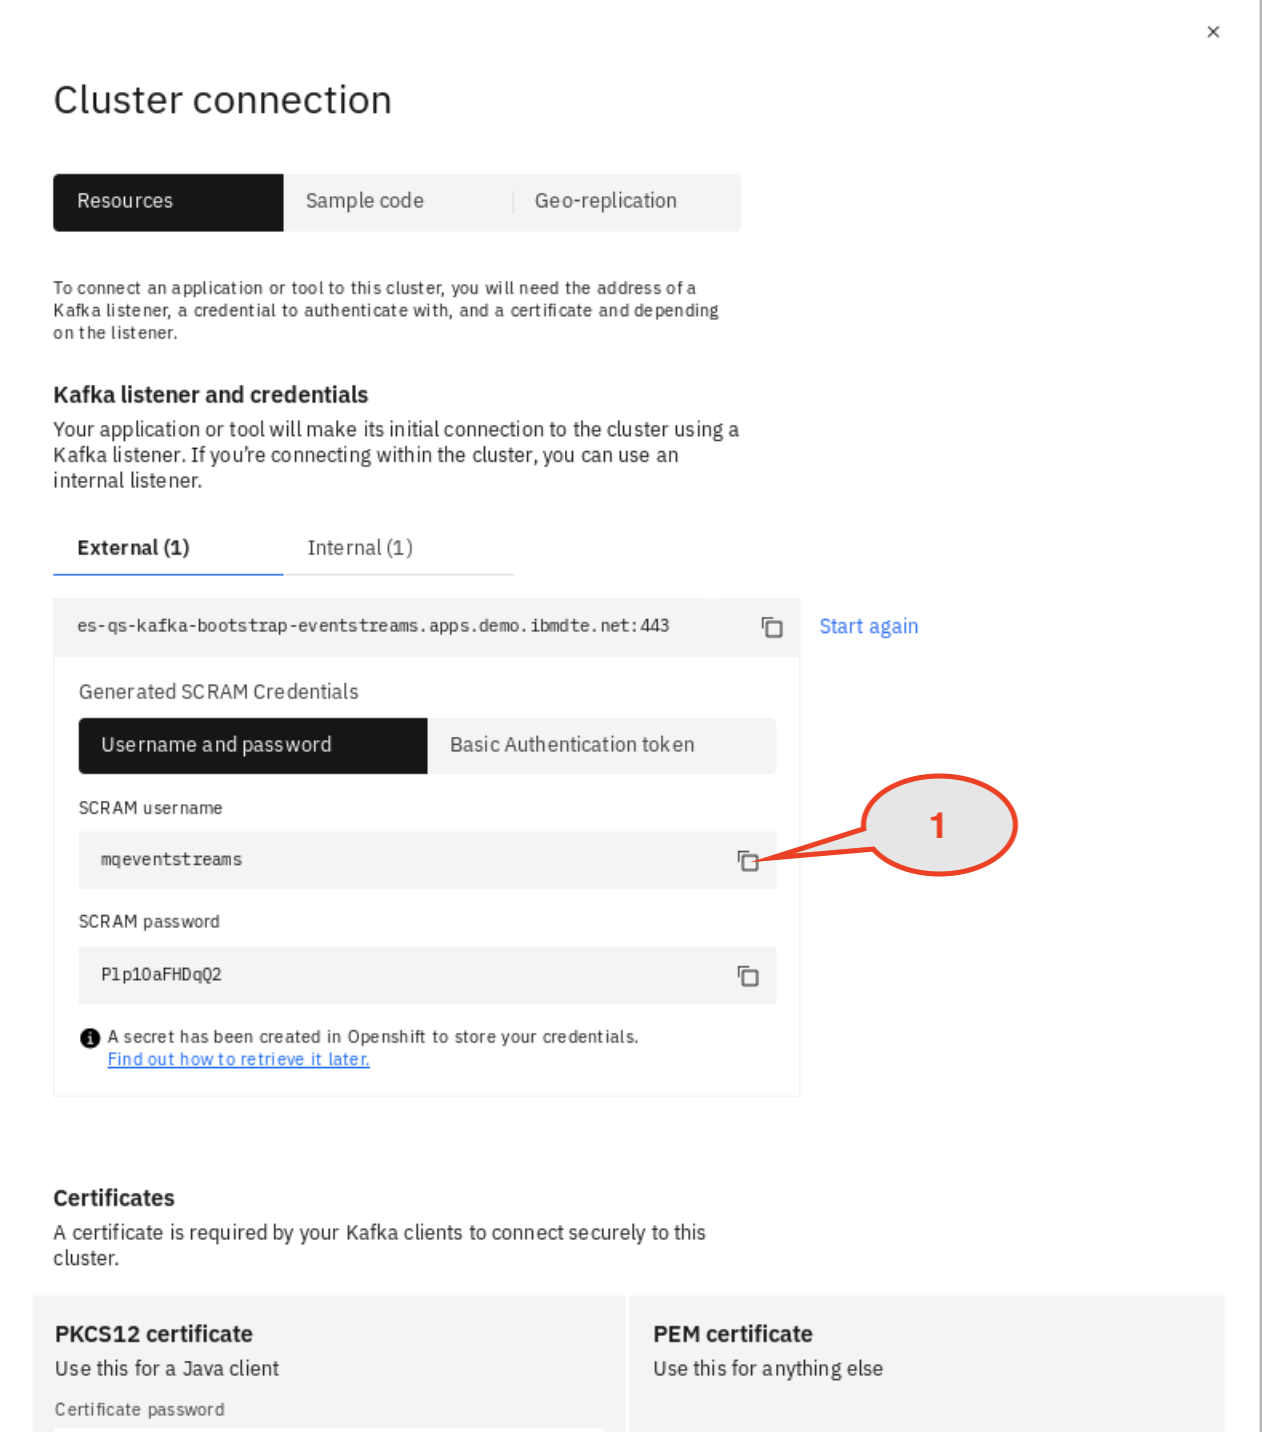 Cluster connection
Resources
Sample code
Geo-replication
To connect an application or tool to this cluster, you will need the address of a
Kafka listener, a credential to authenticate with, and a certificate and depending
on the listener.
Kafka listener and credentials
Your application or tool will make its initial connection to the cluster using a
Kafka listener. If you're connecting within the cluster, you can use an
internal listener.
External (1)
Internal (1)
es-qs-kafka-bootstrap-eventstreams.apps.demo.ibmdte.net:443
Start again
Generated SCRAM Credentials
Username and password
Basic Authentication token
SCRAM username
1
mqeventstreams
SCRAM password
Plp1OaFHDqQ2
A secret has been created in Openshift to store your credentials.
Find out how to retrieve it later.
Certificates
A certificate is required by your Kafka clients to connect securely to this
cluster.
PKCS12 certificate
Use this for a Java client
Certificate password
PEM certificate
Use this for anything else